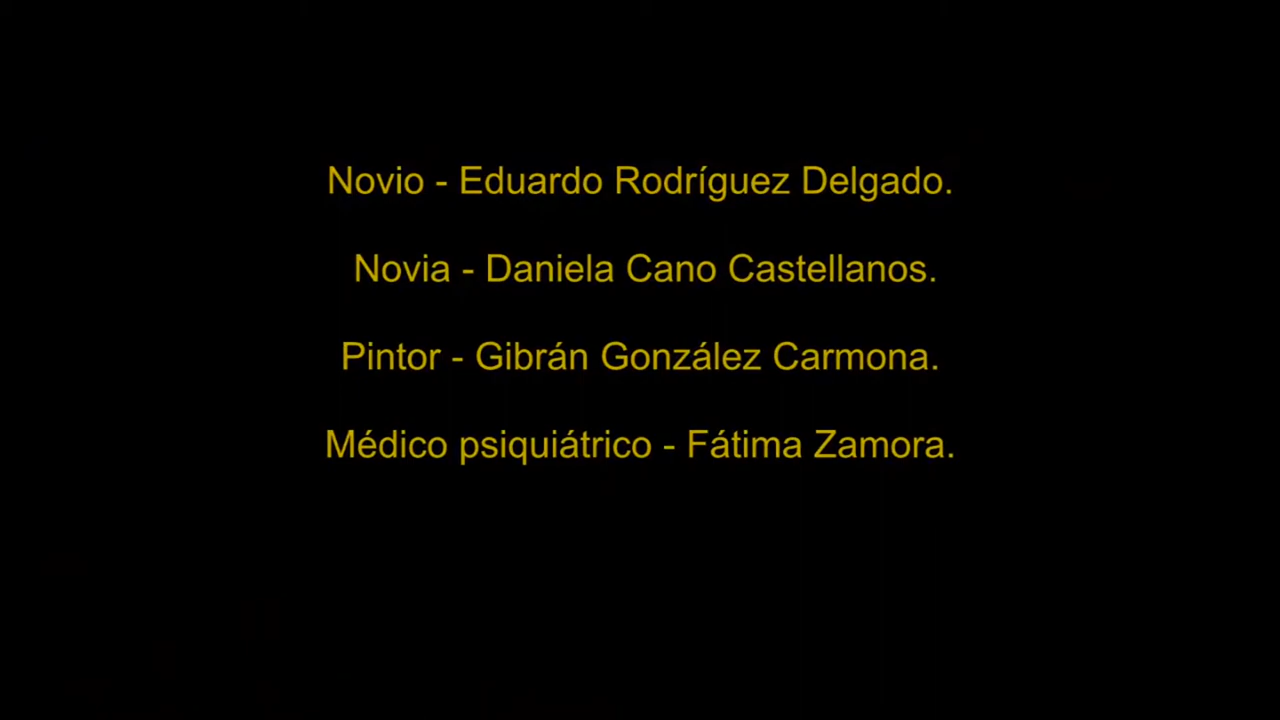 Novio - Eduardo Rodríguez Delgado.
Novia - Daniela Cano Castellanos.
Pintor - Gibrán González Carmona.
Médico psiquiátrico - Fátima Zamora.